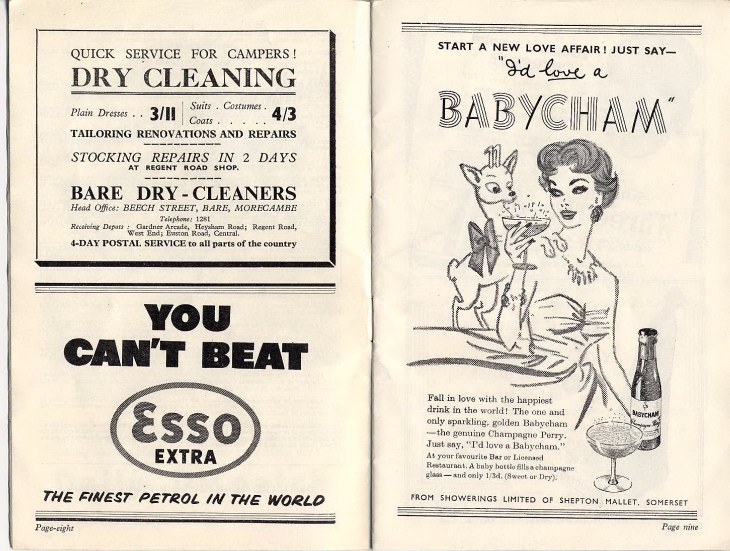 QUICK SERVICE FOR CAMPERS!
DRY CLEANING
Plain Dresses . . 3/11
Suits . Costumes .
Coats . . . . . 4/3
TAILORING RENOVATIONS AND REPAIRS
STOCKING REPAIRS IN 2 DAYS
AT REGENT ROAD SHOP.
BARE DRY-CLEANERS
Head Office: BEECH STREET, BARE, MORECAMBE
Telephone: 1281
Receiving Depots: Gardner Arcade, Heysham Road; Regent Road,
West End; Euston Road, Central.
4-DAY POSTAL SERVICE to all parts of the country
YOU
CAN'T BEAT
Esso
EXTRA
THE FINEST PETROL IN THE WORLD
Page-eight
START A NEW LOVE AFFAIR! JUST SAY—
"I'd love a
BABYCHAM"
Fall in love with the happiest
drink in the world! The one and
only sparkling, golden Babycham
—the genuine Champagne Perry.
Just say, "I'd love a Babycham."
At your favourite Bar or Licensed
Restaurant. A baby bottle fills a champagne
glass — and only 1/3d. (Sweet or Dry).
BABYCHAM
FROM SHOWERINGS LIMITED OF SHEPTON MALLET, SOMERSET
Page nine